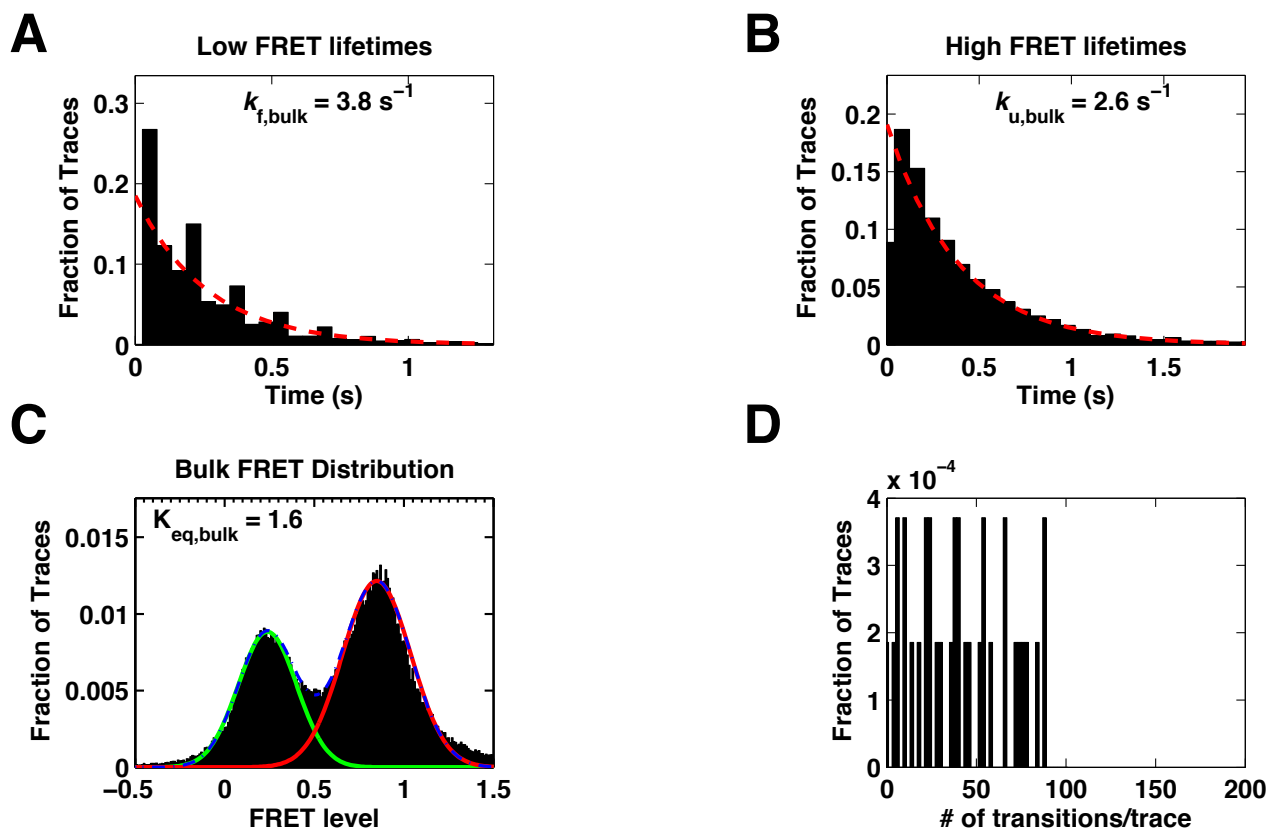 A
Low FRET lifetimes
k_f,bulk = 3.8 s⁻¹
Fraction of Traces
0.3
0.2
0.1
0
0
0.5
1
Time (s)
B
High FRET lifetimes
k_u,bulk = 2.6 s⁻¹
Fraction of Traces
0.2
0.15
0.1
0.05
0
0
0.5
1
1.5
Time (s)
C
Bulk FRET Distribution
K_eq,bulk = 1.6
Fraction of Traces
0.015
0.01
0.005
0
−0.5
0
0.5
1
1.5
FRET level
D
x 10⁻⁴
Fraction of Traces
4
3
2
1
0
0
50
100
150
200
# of transitions/trace